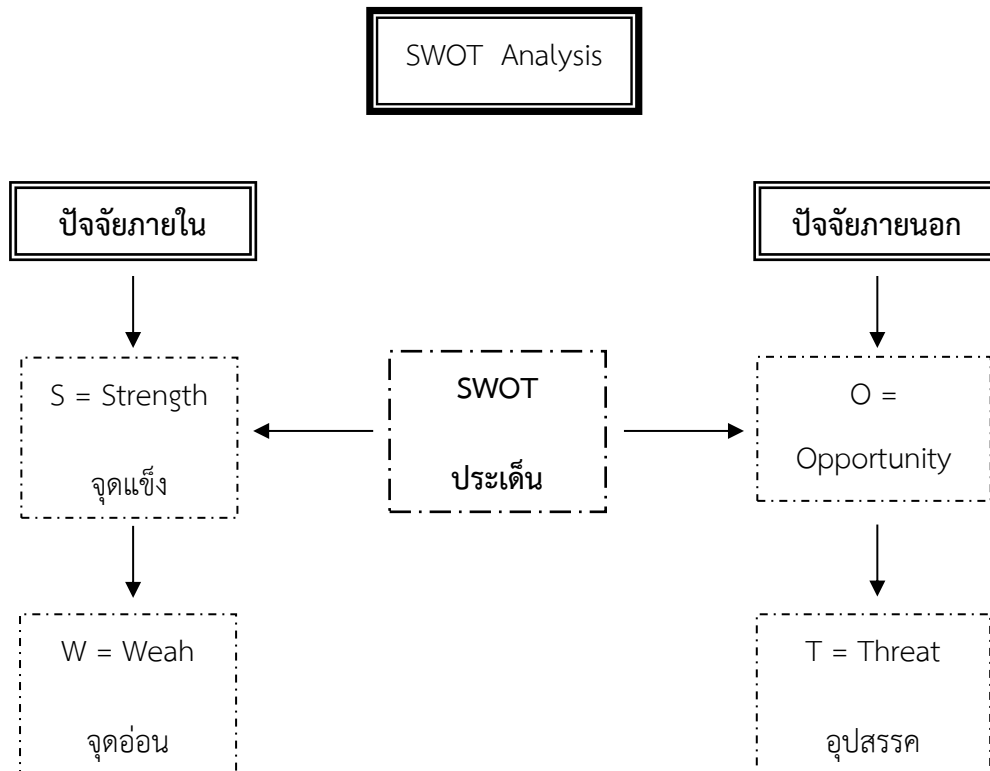 SWOT Analysis
ปัจจัยภายใน
ปัจจัยภายนอก
S = Strength
จุดแข็ง
SWOT
ประเด็น
O =
Opportunity
W = Weah
จุดอ่อน
T = Threat
อุปสรรค